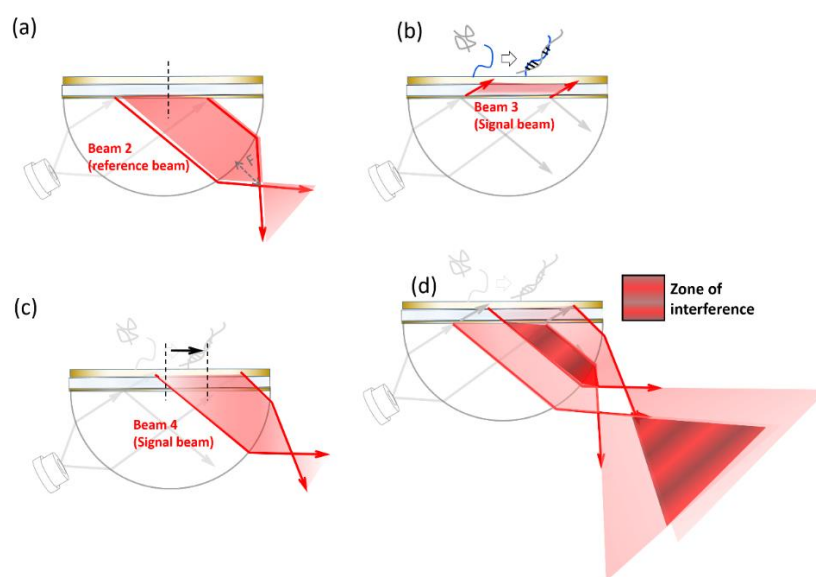 (a)
Beam 2
(reference beam)
F
(b)
Beam 3
(Signal beam)
(c)
Beam 4
(Signal beam)
(d)
Zone of
interference